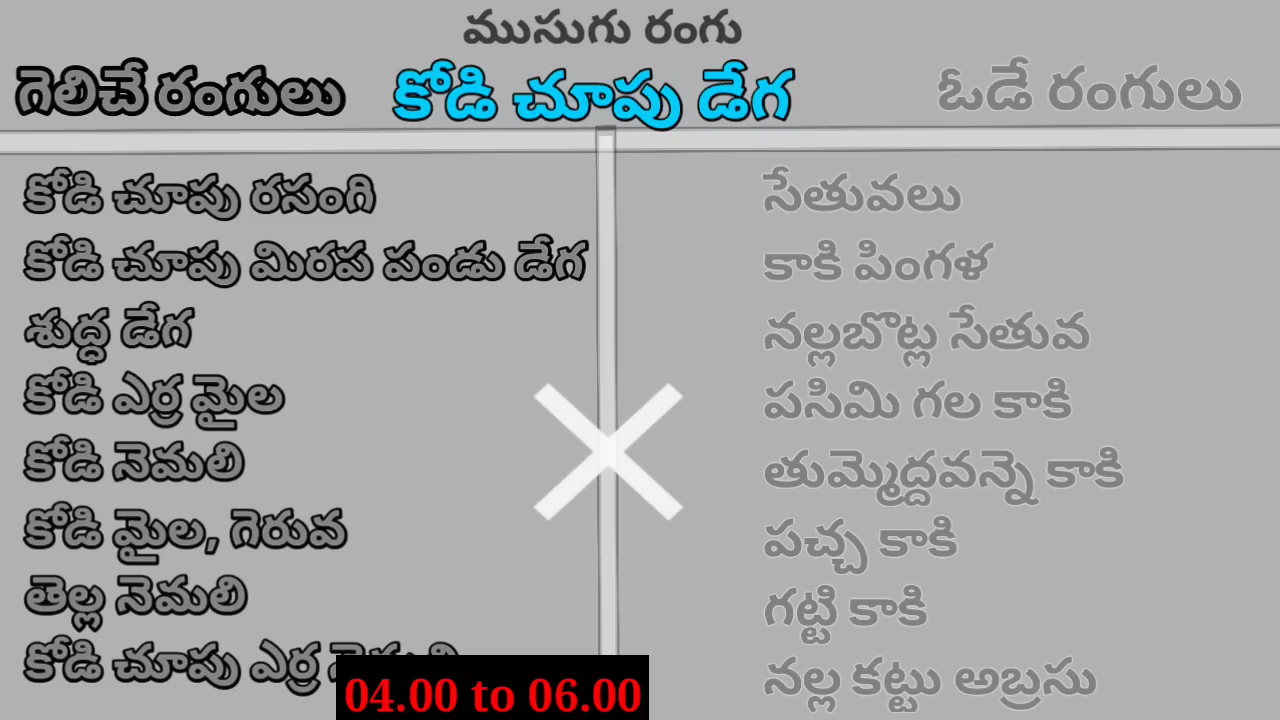 ముసుగు రంగు
గెలిచే రంగులు
కోడి చూపు డేగ
ఓడే రంగులు
కోడి చూపు రసంగి
కోడి చూపు మిరప పండు డేగ
శుద్ధ డేగ
కోడి ఎర్ర మైల
కోడి నెమలి
కోడి మైల, గెరువ
తెల్ల నెమలి
కోడి చూపు ఎర్ర
సేతువలు
కాకి పింగళ
నల్లబొట్ల సేతువ
పసిమి గల కాకి
తుమ్మెద్దవన్నె కాకి
పచ్చ కాకి
గట్టి కాకి
నల్ల కట్టు అబ్రసు
04.00 to 06.00